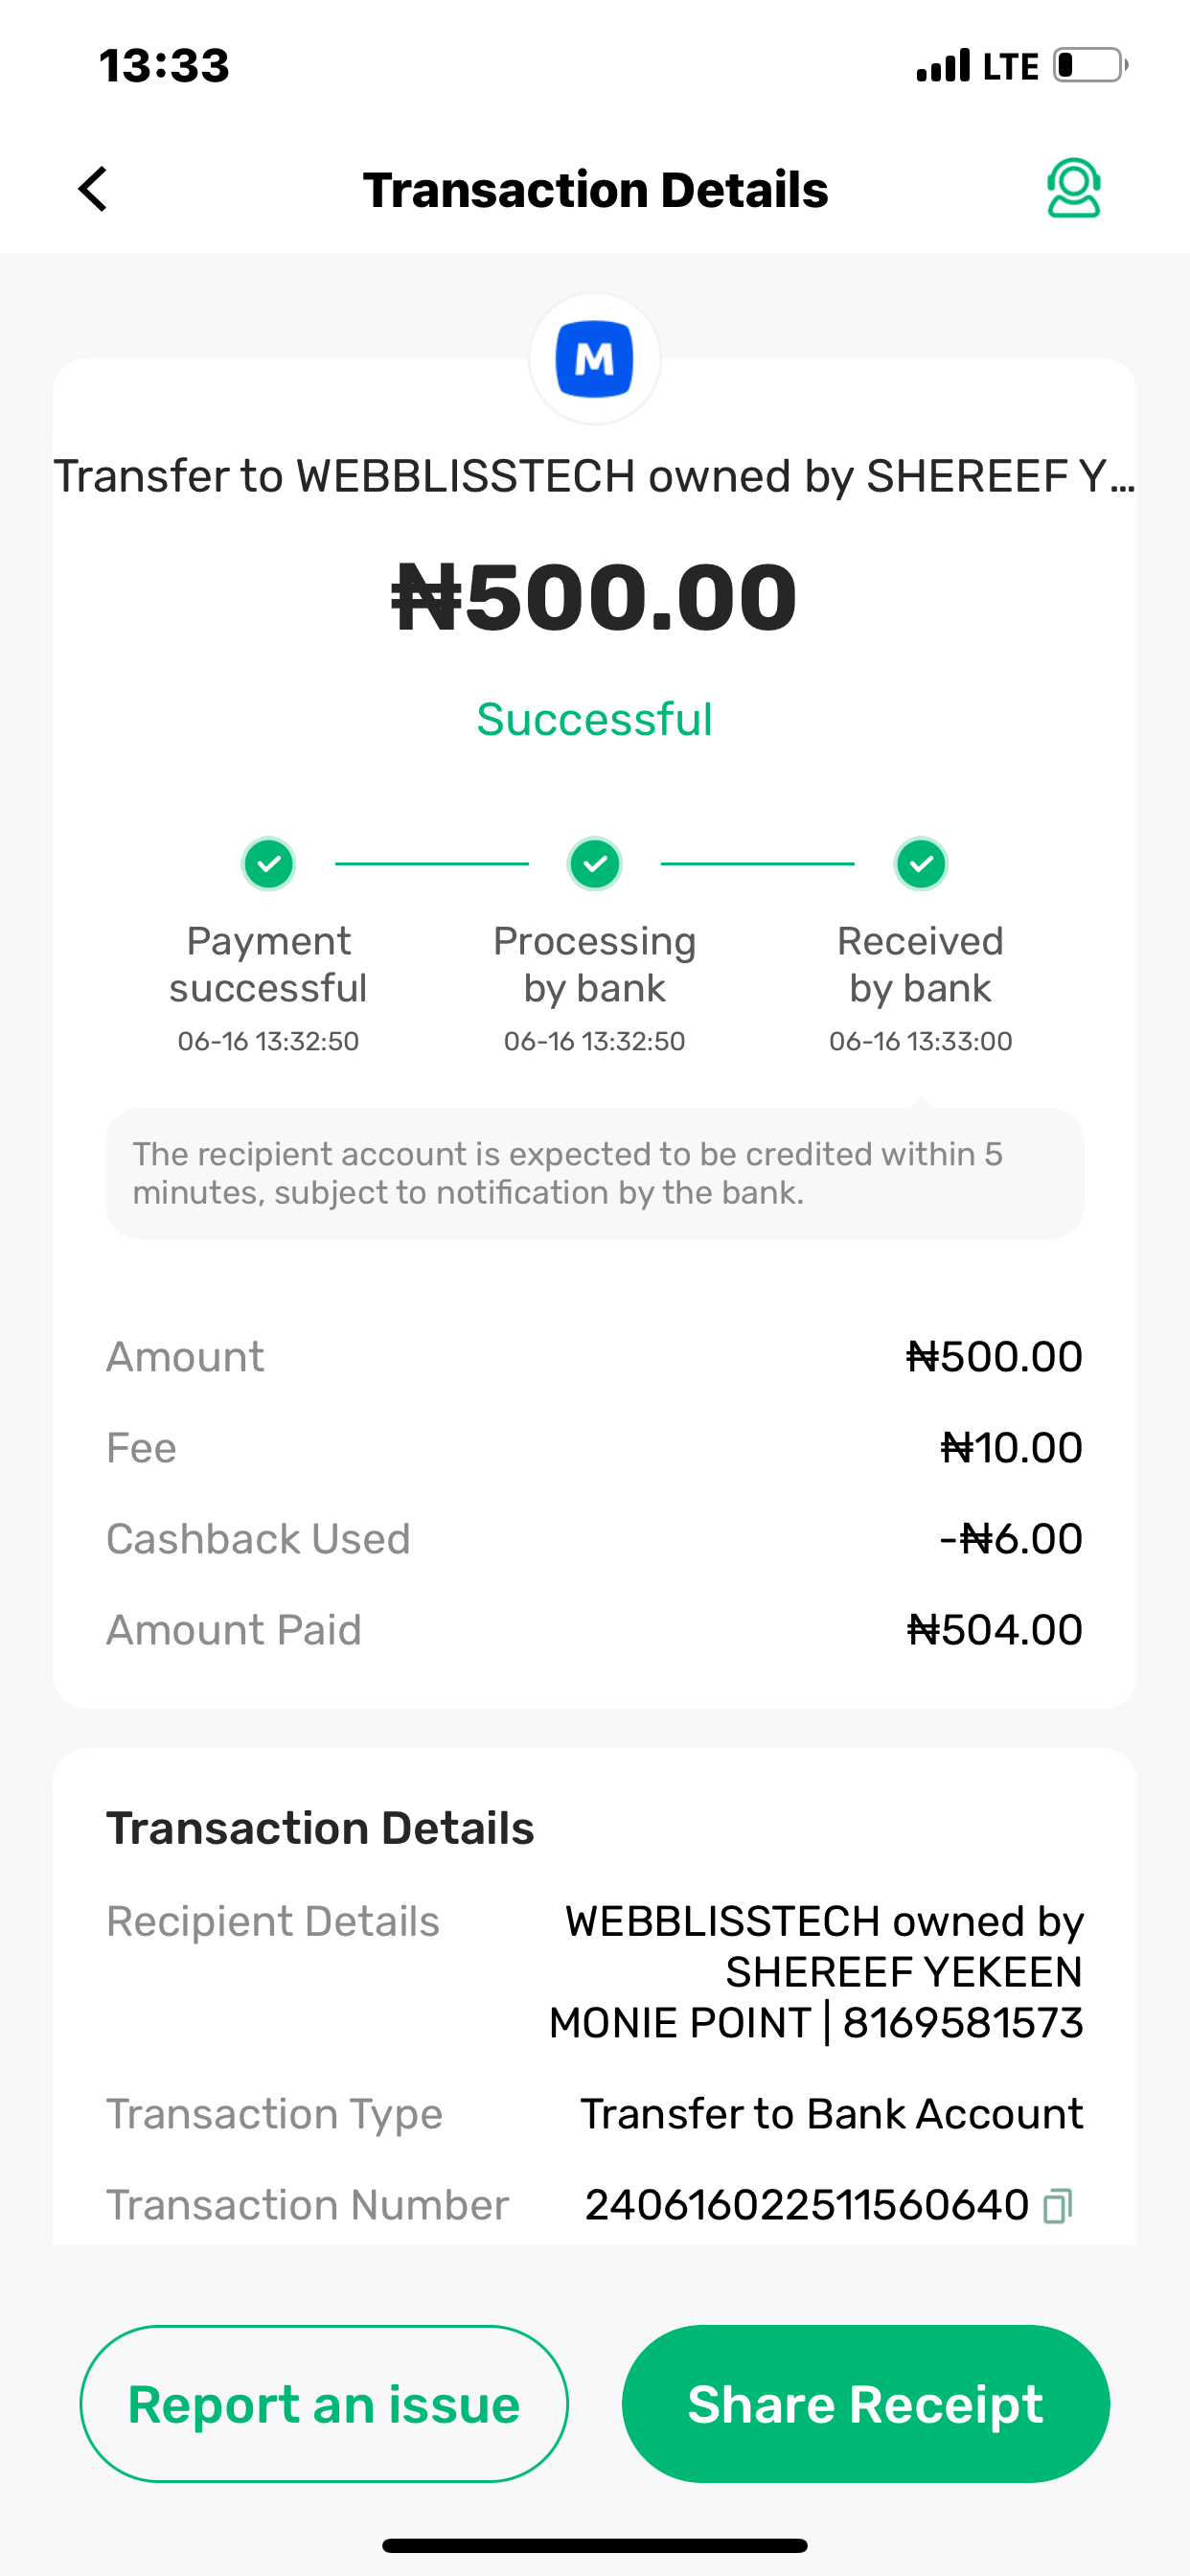 13:33
LTE
Transaction Details
M
Transfer to WEBBLISSTECH owned by SHEREEF Y...
₦500.00
Successful
Payment successful
06-16 13:32:50
Processing by bank
06-16 13:32:50
Received by bank
06-16 13:33:00
The recipient account is expected to be credited within 5
minutes, subject to notification by the bank.
Amount ₦500.00
Fee ₦10.00
Cashback Used -₦6.00
Amount Paid ₦504.00
Transaction Details
Recipient Details WEBBLISSTECH owned by
SHEREEF YEKEEN
MONIE POINT | 8169581573
Transaction Type Transfer to Bank Account
Transaction Number 240616022511560640
Report an issue
Share Receipt